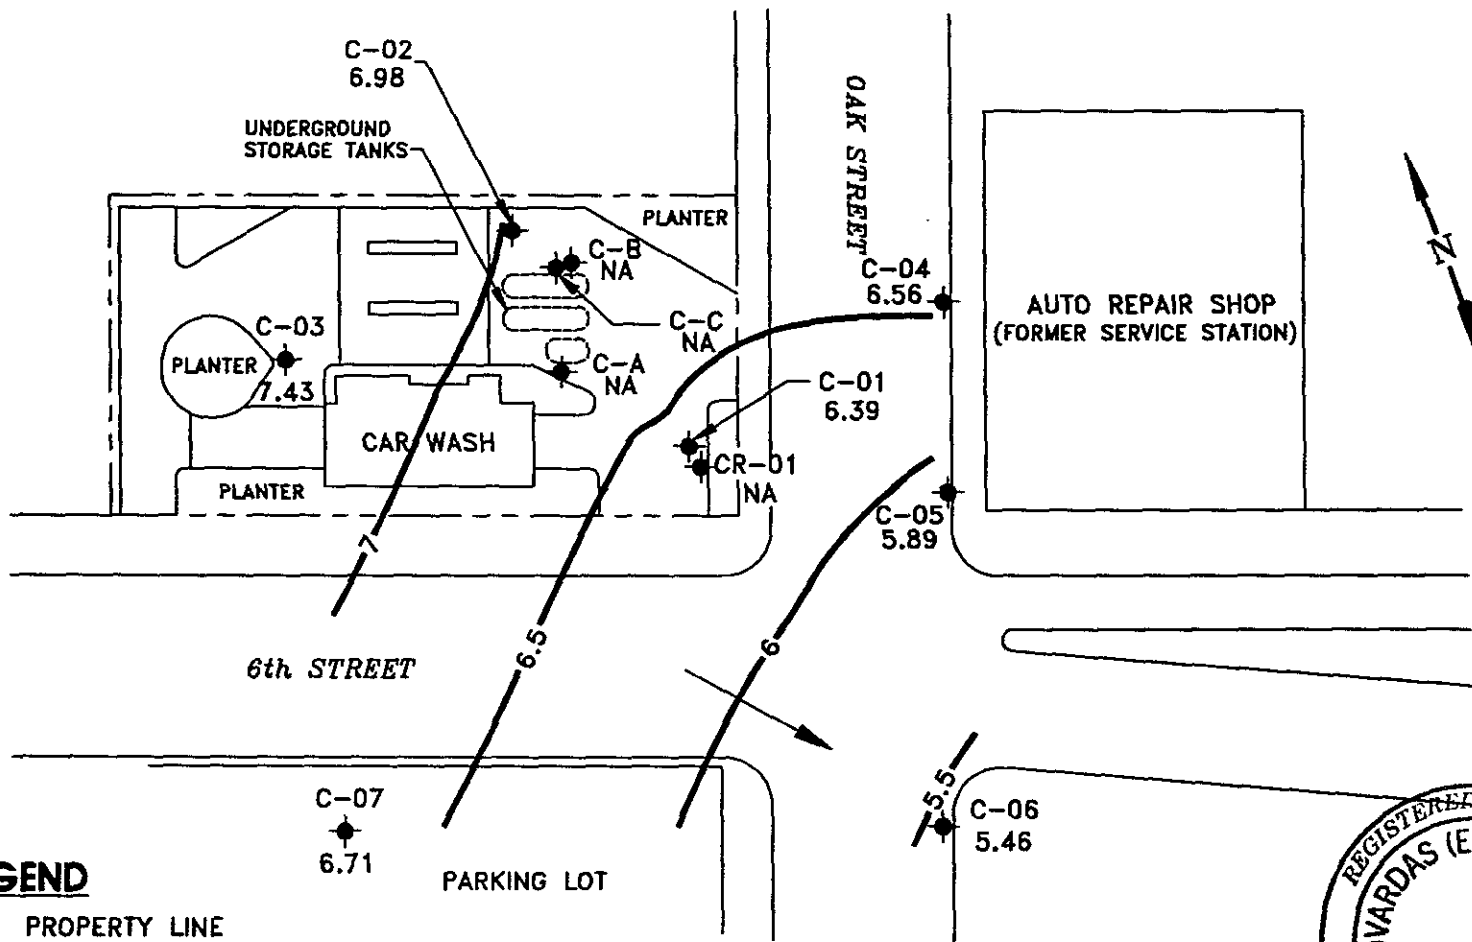 C-02
6.98
UNDERGROUND
STORAGE TANKS
OAK STREET
PLANTER
C-B
NA
C-04
6.56
N
AUTO REPAIR SHOP
(FORMER SERVICE STATION)
C-C
NA
C-03
7.43
PLANTER
C-A
NA
C-01
6.39
CAR WASH
CR-01
NA
PLANTER
C-05
5.89
7
6.5
6
6th STREET
5.5
C-07
6.71
C-06
5.46
PARKING LOT
GEND
PROPERTY LINE
REGISTERED
VARDAS (E